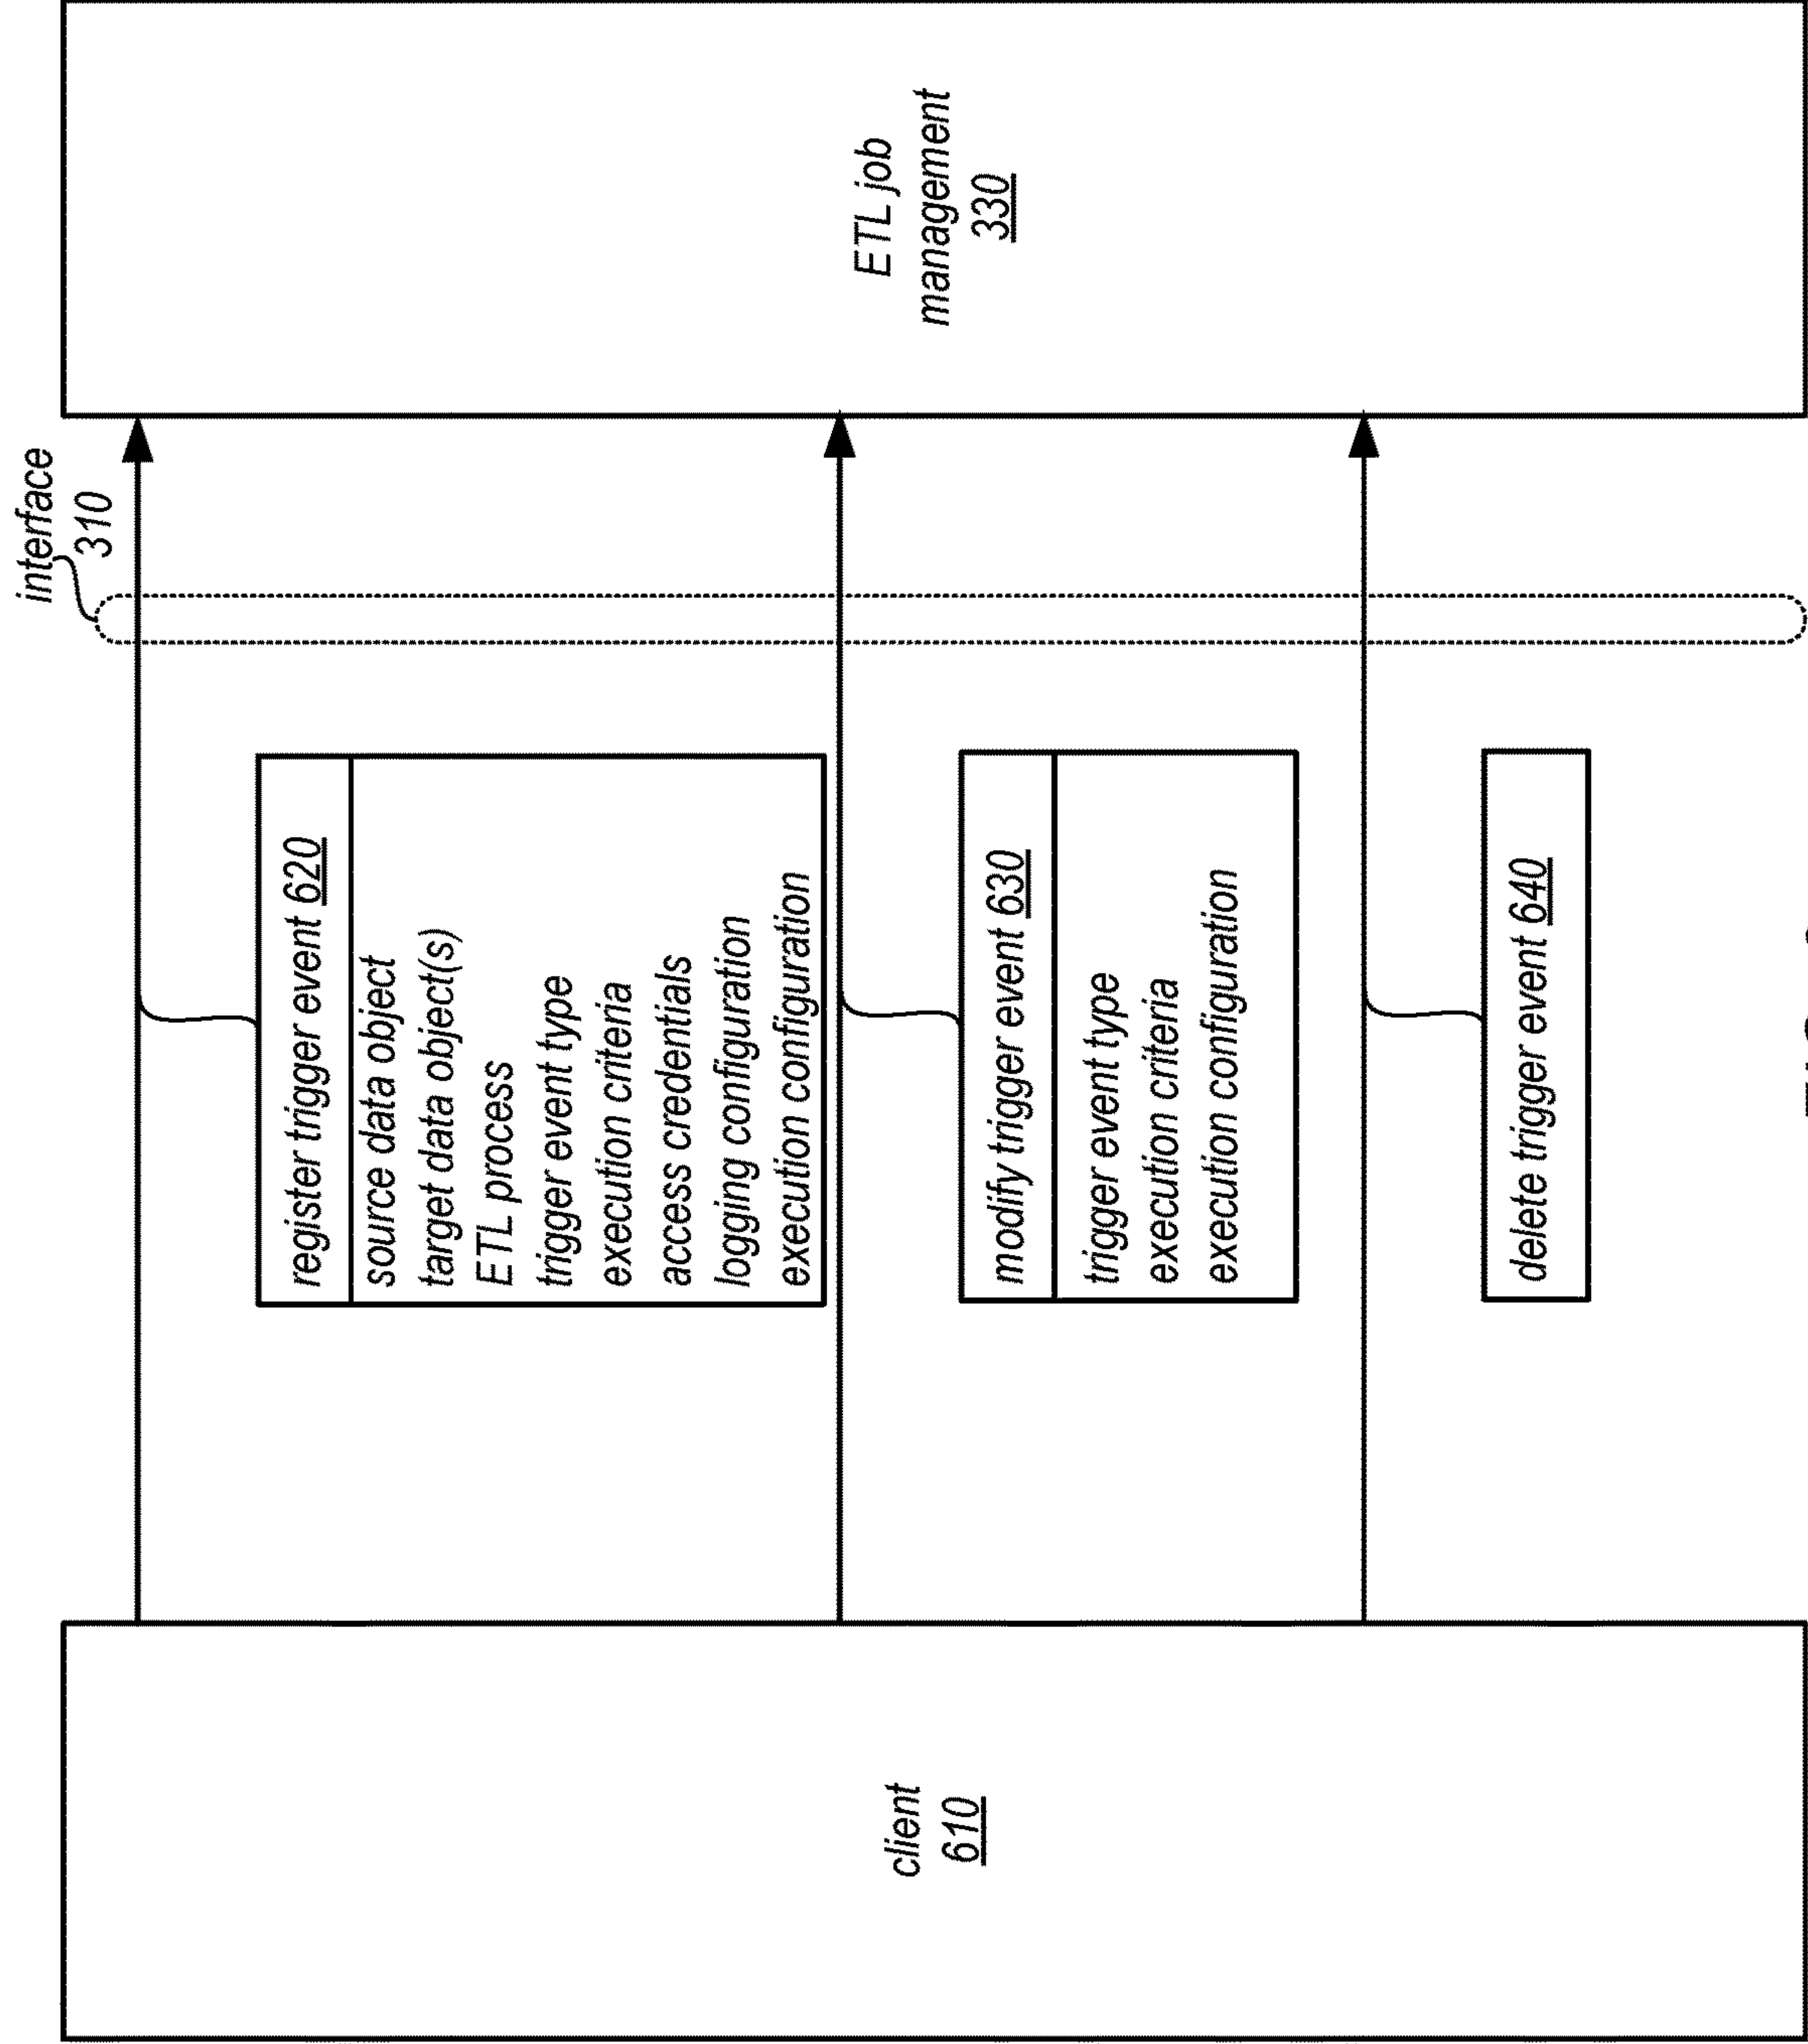 interface
310
client
610
register trigger event 620
source data object
target data object(s)
ETL process
trigger event type
execution criteria
access credentials
logging configuration
execution configuration
modify trigger event 630
trigger event type
execution criteria
execution configuration
delete trigger event 640
ETL job
management
330